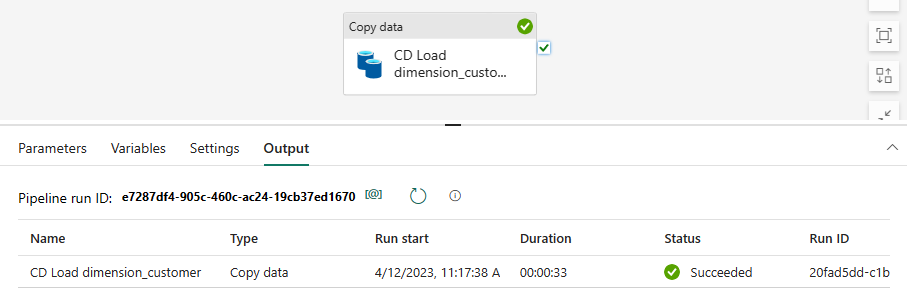 Copy data
CD Load
dimension_custo...
Parameters Variables Settings Output
Pipeline run ID: e7287df4-905c-460c-ac24-19cb37ed1670 [@]
Name Type Run start Duration Status Run ID
CD Load dimension_customer Copy data 4/12/2023, 11:17:38 A 00:00:33 Succeeded 20fad5dd-c1b